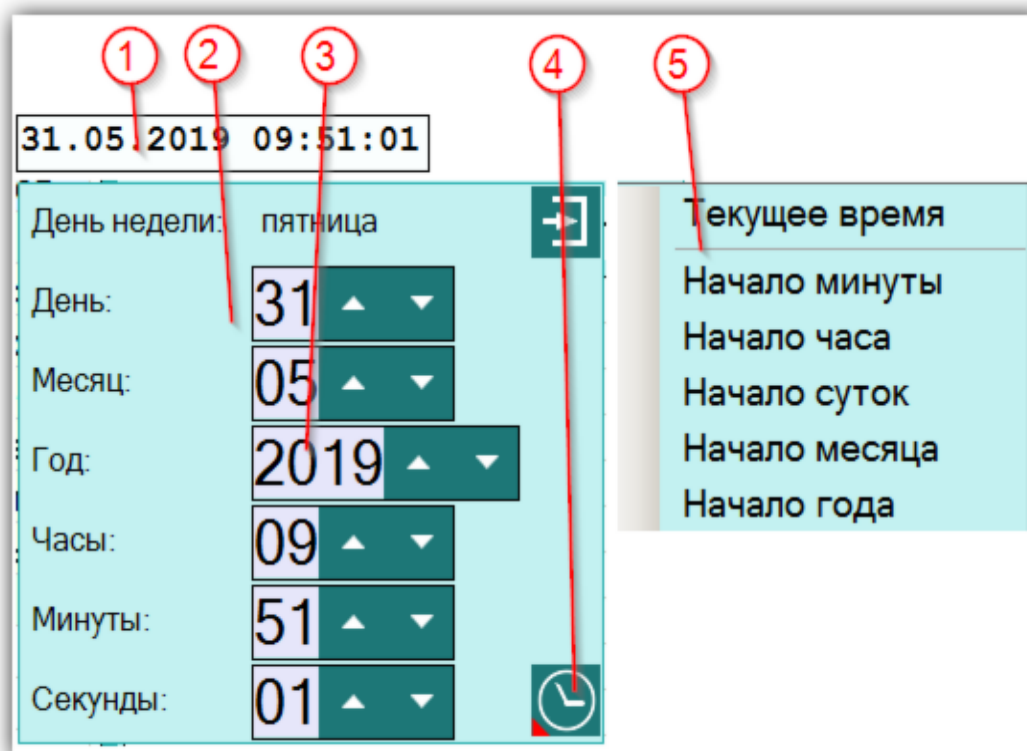 1 2 3 4 5
31.05.2019 09:51:01
День недели: пятница
День: 31
Месяц: 05
Год: 2019
Часы: 09
Минуты: 51
Секунды: 01
Текущее время
Начало минуты
Начало часа
Начало суток
Начало месяца
Начало года